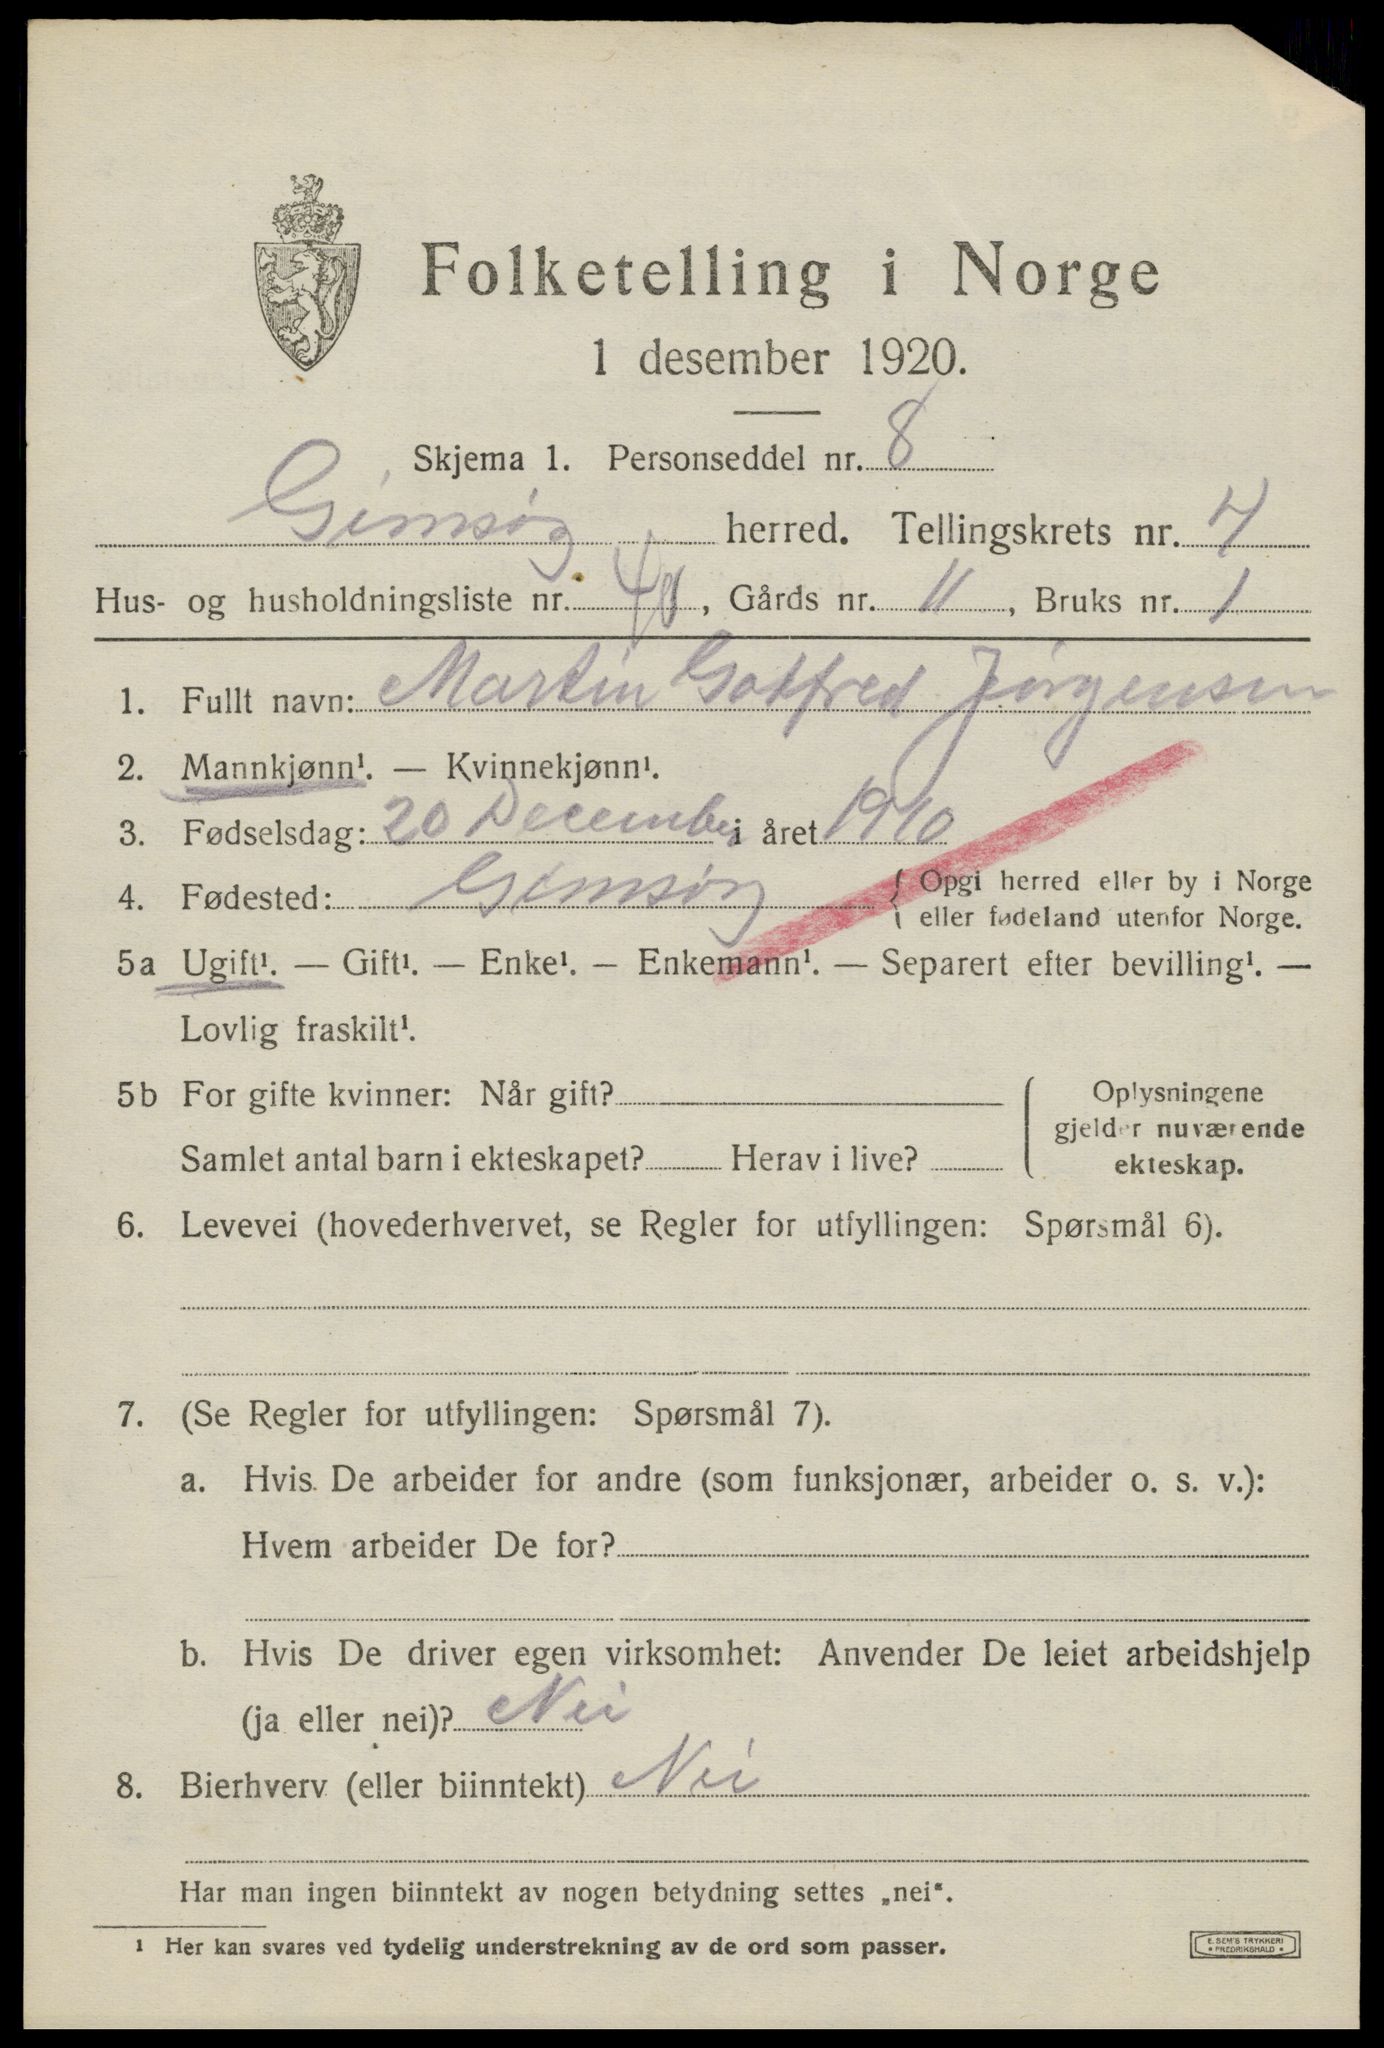 Folketelling i Norge
1 desember 1920.
Skjema 1. Personseddel nr. 8
Gimsøy herred. Tellingskrets nr. 4
Hus- og husholdningsliste nr. , Gårds nr. 11, Bruks nr. 1
1. Fullt navn: Martin Gotfred Jørgensen
2. Mannkjønn¹. — Kvinnekjønn¹.
3. Fødselsdag: 20 December i året 1910
4. Fødested: Gimsøy { Opgi herred eller by i Norge
eller fødeland utenfor Norge.
5a Ugift¹. — Gift¹. — Enke¹. — Enkemann¹. — Separert efter bevilling¹. —
Lovlig fraskilt¹.
5b For gifte kvinner: Når gift? { Oplysningene
gjelder nuværende
Samlet antal barn i ekteskapet? Herav i live? ekteskap.
6. Levevei (hovederhvervet, se Regler for utfyllingen: Spørsmål 6).
7. (Se Regler for utfyllingen: Spørsmål 7).
a. Hvis De arbeider for andre (som funksjonær, arbeider o. s. v.):
Hvem arbeider De for?
b. Hvis De driver egen virksomhet: Anvender De leiet arbeidshjelp
(ja eller nei)? Nei
8. Bierhverv (eller biinntekt) Nei
Har man ingen biinntekt av nogen betydning settes „nei“.
1 Her kan svares ved tydelig understrekning av de ord som passer.
E. SEM'S TRYKKERI
• FREDRIKSHALD •